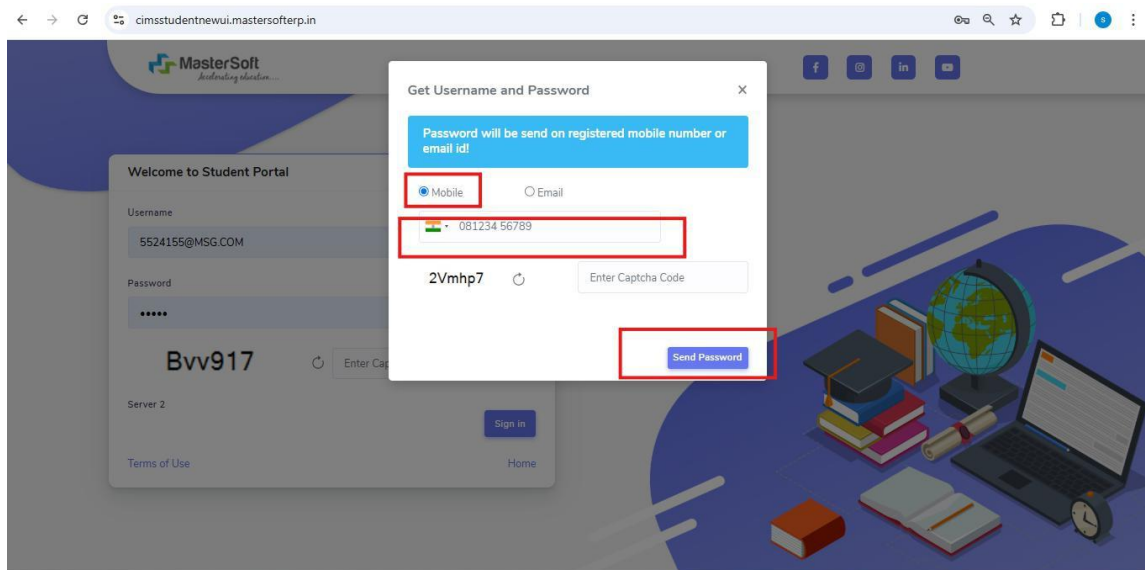 cimsstudentnewui.mastersofterp.in
S
MasterSoft
Accelerating education....
f in
Get Username and Password
Password will be send on registered mobile number or
email id!
Welcome to Student Portal
Mobile Email
Username
081234 56789
5524155@MSG.COM
2Vmhp7 Enter Captcha Code
Password
•••••
Send Password
Bvv917 Enter Cap
Server 2
Sign in
Terms of Use Home